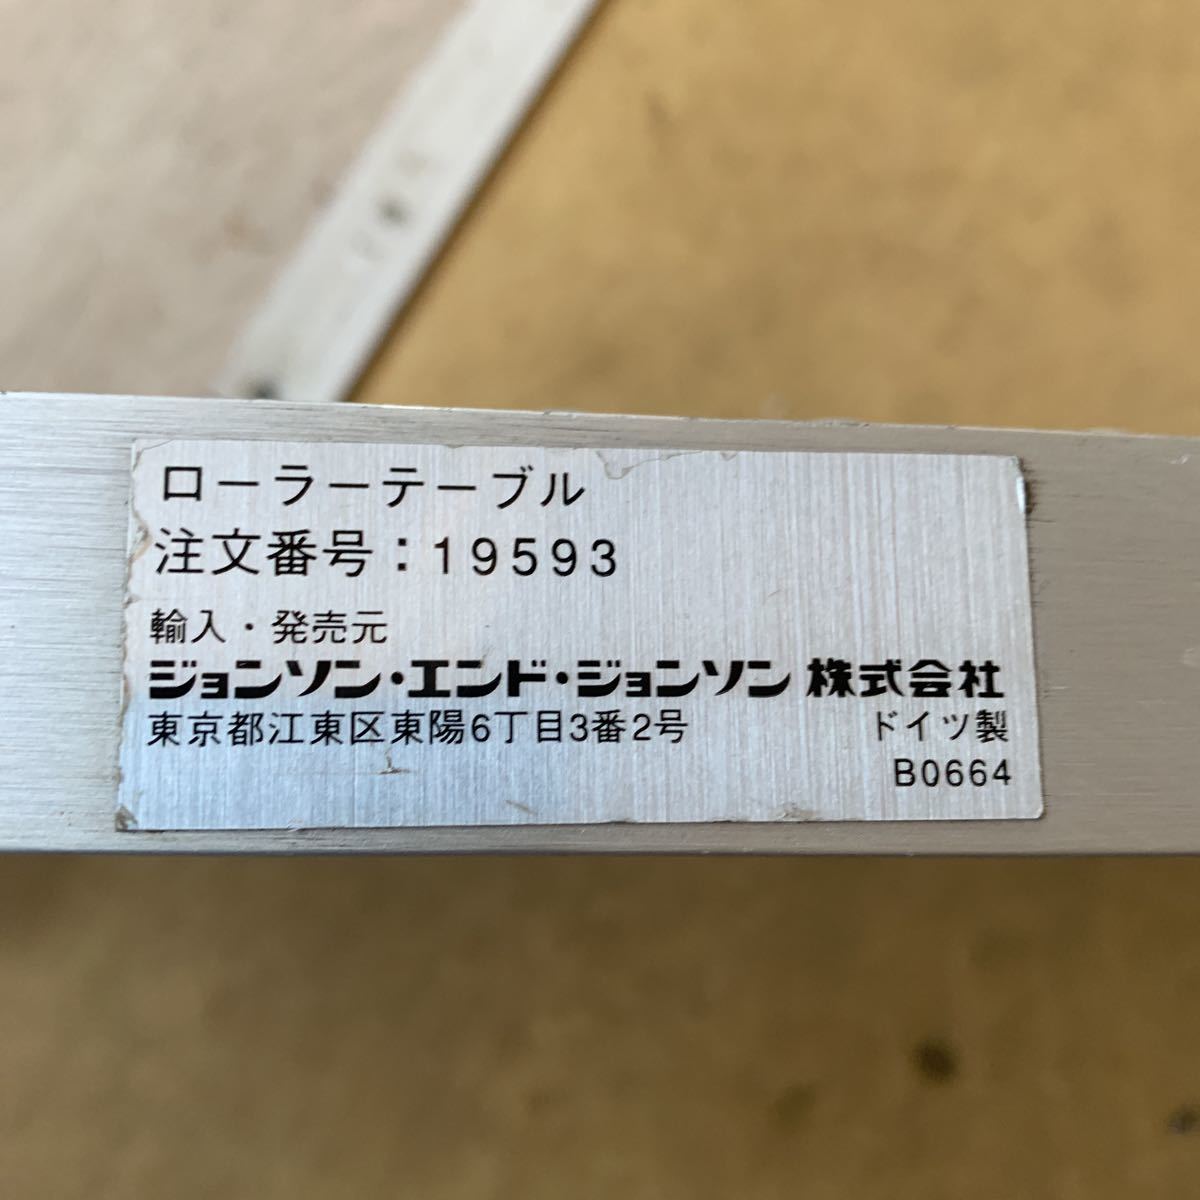 ローラーテーブル
注文番号：19593
輸入・発売元
ジョンソン・エンド・ジョンソン 株式会社
東京都江東区東陽6丁目3番2号 ドイツ製
B0664